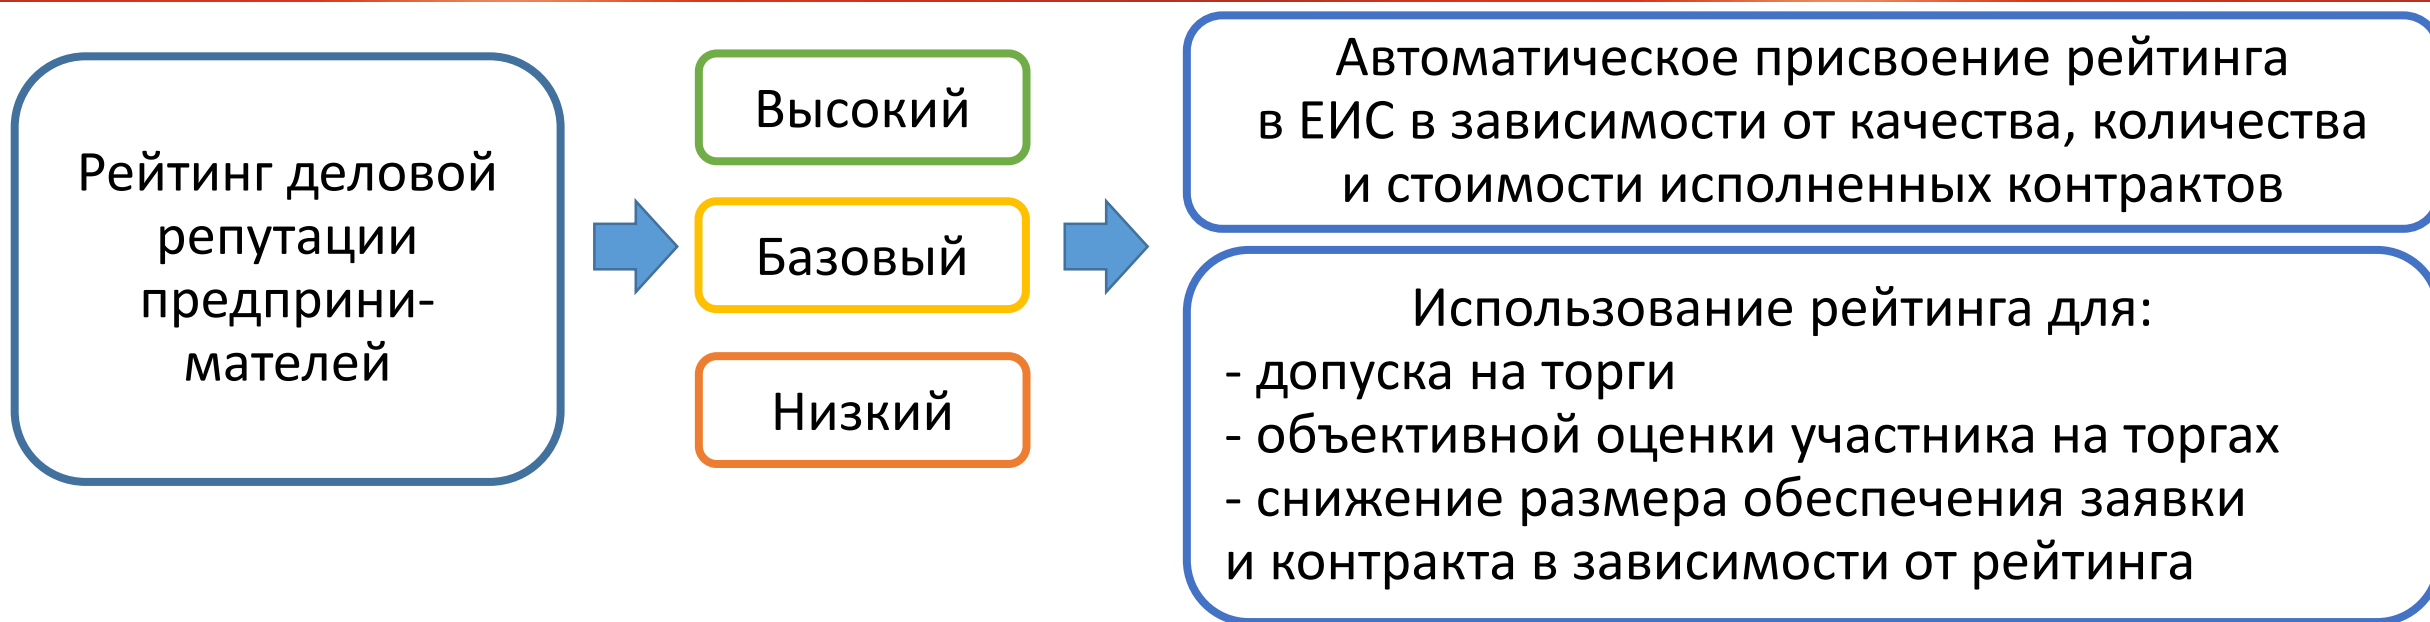 Рейтинг деловой
репутации
предприни-
мателей
Высокий
Базовый
Низкий
Автоматическое присвоение рейтинга
в ЕИС в зависимости от качества, количества
и стоимости исполненных контрактов
Использование рейтинга для:
- допуска на торги
- объективной оценки участника на торгах
- снижение размера обеспечения заявки
и контракта в зависимости от рейтинга